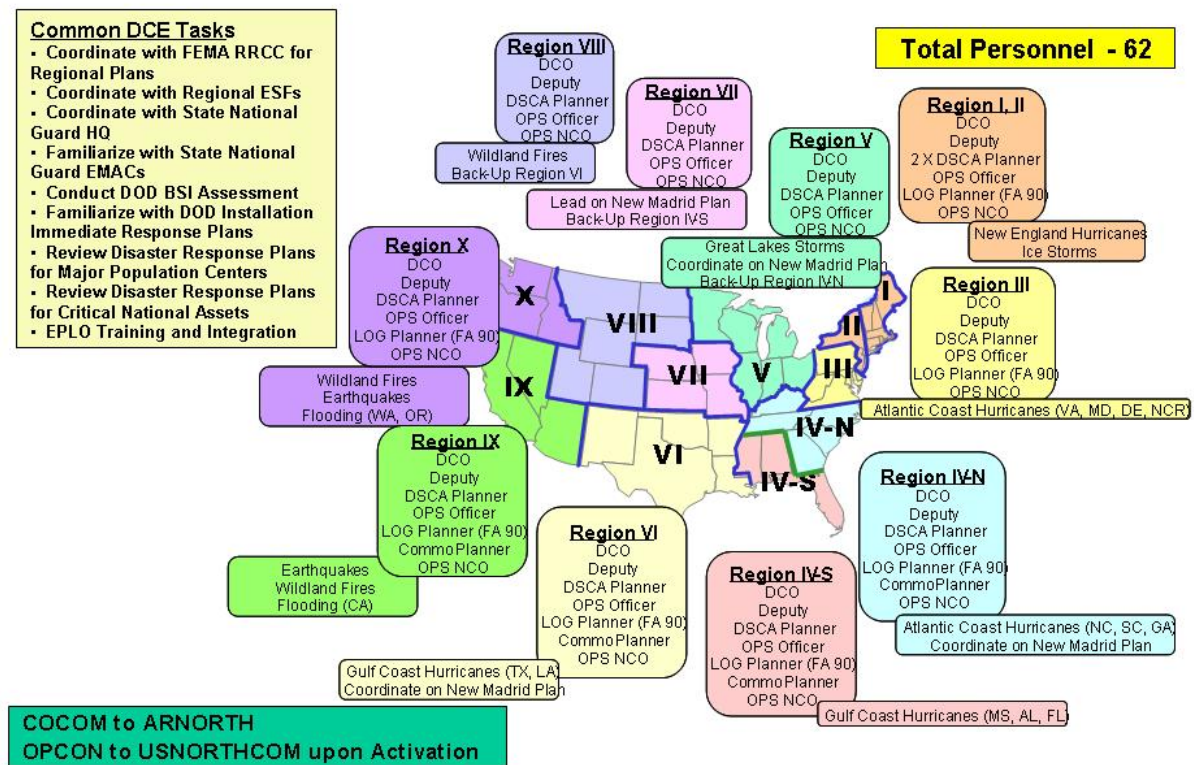 Common DCE Tasks
▪ Coordinate with FEMA RRCC for
Regional Plans
▪ Coordinate with Regional ESFs
▪ Coordinate with State National
Guard HQ
▪ Familiarize with State National
Guard EMACs
▪ Conduct DOD BSI Assessment
▪ Familiarize with DOD Installation
Immediate Response Plans
▪ Review Disaster Response Plans
for Major Population Centers
▪ Review Disaster Response Plans
for Critical National Assets
▪ EPLO Training and Integration
Total Personnel - 62
Region VIII
DCO
Deputy
DSCA Planner
OPS Officer
OPS NCO
Wildland Fires
Back-Up Region VI
Region VII
DCO
Deputy
DSCA Planner
OPS Officer
OPS NCO
Lead on New Madrid Plan
Back-Up Region IVS
Region V
DCO
Deputy
DSCA Planner
OPS Officer
OPS NCO
Great Lakes Storms
Coordinate on New Madrid Plan
Back-Up Region IVN
Region I, II
DCO
Deputy
2 X DSCA Planner
OPS Officer
LOG Planner (FA 90)
OPS NCO
New England Hurricanes
Ice Storms
Region X
DCO
Deputy
DSCA Planner
OPS Officer
LOG Planner (FA 90)
OPS NCO
Wildland Fires
Earthquakes
Flooding (WA, OR)
Region III
DCO
Deputy
DSCA Planner
OPS Officer
LOG Planner (FA 90)
OPS NCO
Atlantic Coast Hurricanes (VA, MD, DE, NCR)
X
VIII
I
II
III
V
VII
IX
IV-N
VI
IV-S
Region IX
DCO
Deputy
DSCA Planner
OPS Officer
LOG Planner (FA 90)
CommoPlanner
OPS NCO
Earthquakes
Wildland Fires
Flooding (CA)
Region VI
DCO
Deputy
DSCA Planner
OPS Officer
LOG Planner (FA 90)
CommoPlanner
OPS NCO
Gulf Coast Hurricanes (TX, LA)
Coordinate on New Madrid Plan
Region IV-S
DCO
Deputy
DSCA Planner
OPS Officer
LOG Planner (FA 90)
CommoPlanner
OPS NCO
Gulf Coast Hurricanes (MS, AL, FL)
Region IV-N
DCO
Deputy
DSCA Planner
OPS Officer
LOG Planner (FA 90)
CommoPlanner
OPS NCO
Atlantic Coast Hurricanes (NC, SC, GA)
Coordinate on New Madrid Plan
COCOM to ARNORTH
OPCON to USNORTHCOM upon Activation